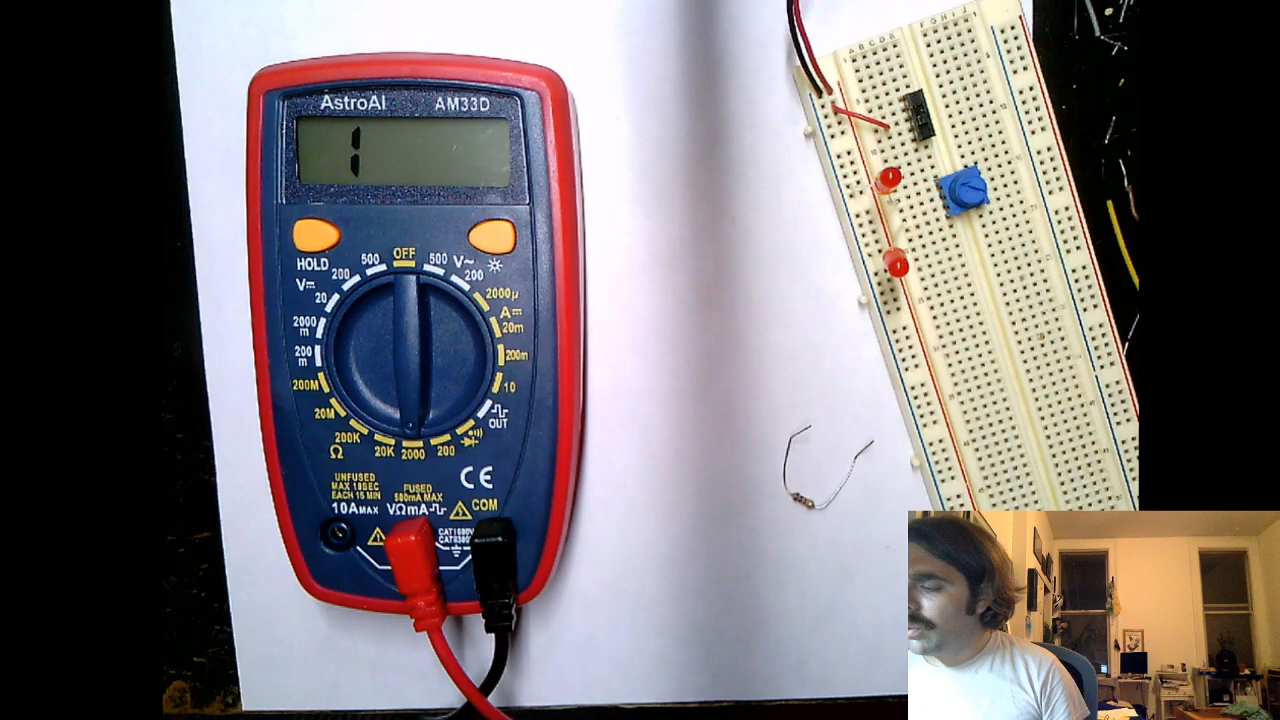 AstroAI AM33D
1
HOLD
OFF
500 V~
200
2000µ
A⎓
20m
200m
10
OUT
200
2000
20K
200K
Ω
20M
200M
200
m
2000
m
20
V⎓
200
500
UNFUSED
MAX 10SEC
EACH 15 MIN
10AMAX
FUSED
500mA MAX
VΩmA
CE
COM